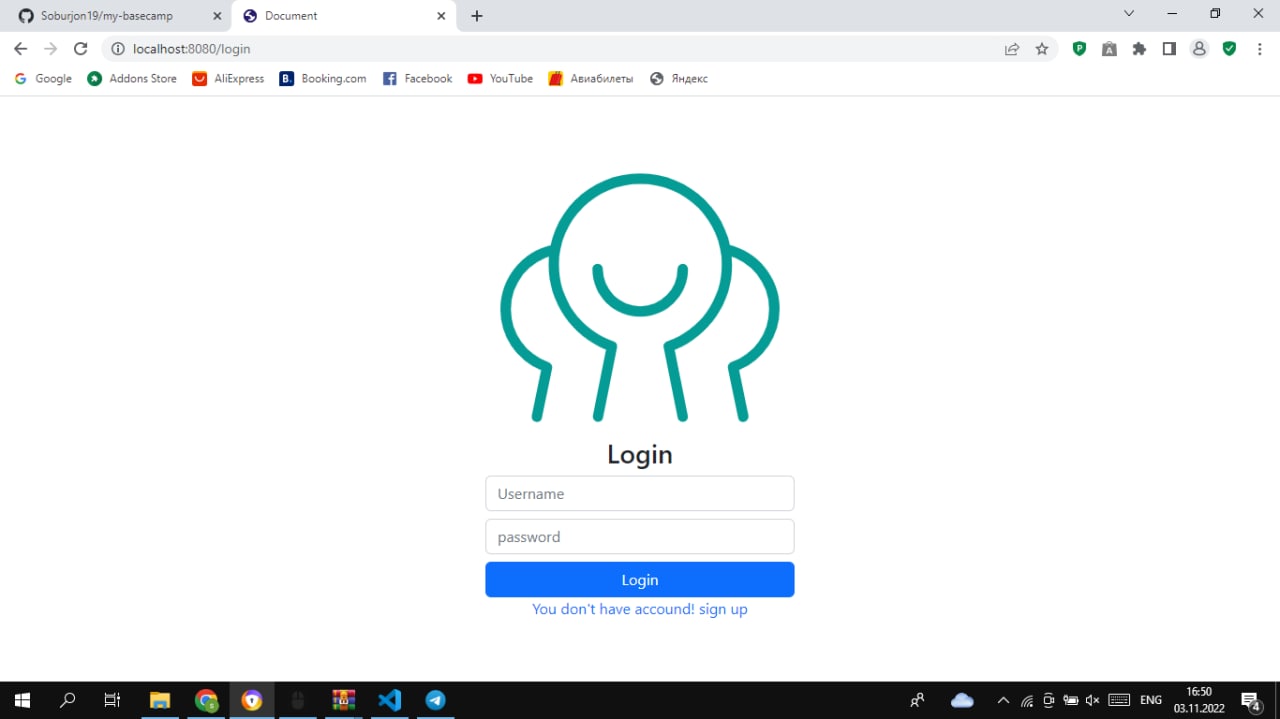 Soburjon19/my-basecamp
Document
localhost:8080/login
Google
Addons Store
AliExpress
B.
Booking.com
Facebook
YouTube
Авиабилеты
Яндекс
Login
Username
password
Login
You don't have accound! sign up
ENG
16:50
03.11.2022
4